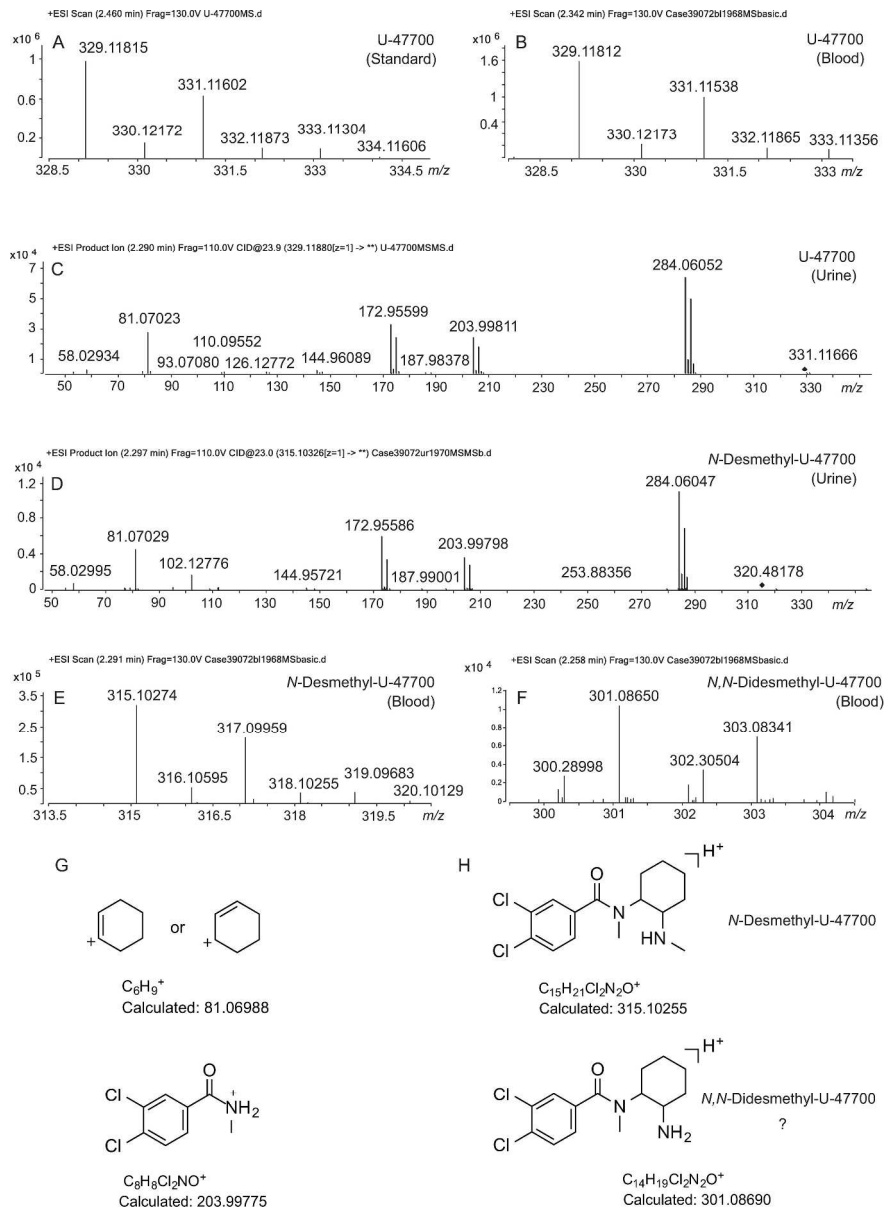 +ESI Scan (2.460 min) Frag=130.0V U-47700MS.d
x10 6
A
U-47700
(Standard)
329.11815
331.11602
330.12172
332.11873
333.11304
334.11606
1
0.6
0.2
328.5 330 331.5 333 334.5 m/z
+ESI Scan (2.342 min) Frag=130.0V Case39072bl1968MSbasic.d
x10 6
B
U-47700
(Blood)
329.11812
331.11538
330.12173
332.11865
333.11356
1.6
1
0.4
328.5 330 331.5 333 m/z
+ESI Product Ion (2.290 min) Frag=110.0V CID@23.9 (329.11880[z=1] -> **) U-47700MSMS.d
x10 4
C
U-47700
(Urine)
7
5
3
1
58.02934
81.07023
93.07080
110.09552
126.12772
144.96089
172.95599
187.98378
203.99811
284.06052
331.11666
50 70 90 110 130 150 170 190 210 230 250 270 290 310 330 m/z
+ESI Product Ion (2.297 min) Frag=110.0V CID@23.0 (315.10326[z=1] -> **) Case39072ur1970MSMSb.d
x10 4
D
N-Desmethyl-U-47700
(Urine)
1.2
0.8
0.4
0
58.02995
81.07029
102.12776
144.95721
172.95586
187.99001
203.99798
253.88356
284.06047
320.48178
50 70 90 110 130 150 174 190 210 230 250 270 290 310 330 m/z
+ESI Scan (2.291 min) Frag=130.0V Case39072bl1968MSbasic.d
x10 5
E
N-Desmethyl-U-47700
(Blood)
3.5
2.5
1.5
0.5
315.10274
316.10595
317.09959
318.10255
319.09683
320.10129
313.5 315 316.5 318 319.5 m/z
+ESI Scan (2.258 min) Frag=130.0V Case39072bl1968MSbasic.d
x10 4
F
N,N-Didesmethyl-U-47700
(Blood)
1.2
1
0.8
0.6
0.4
0.2
0
300.28998
301.08650
302.30504
303.08341
300 301 302 303 304 m/z
G
+ or +
C6H9+
Calculated: 81.06988
O
Cl
Cl
+
NH2
C8H8Cl2NO+
Calculated: 203.99775
H
H+
O
Cl
Cl
N
HN
N-Desmethyl-U-47700
C15H21Cl2N2O+
Calculated: 315.10255
H+
O
Cl
Cl
N
NH2
N,N-Didesmethyl-U-47700
?
C14H19Cl2N2O+
Calculated: 301.08690